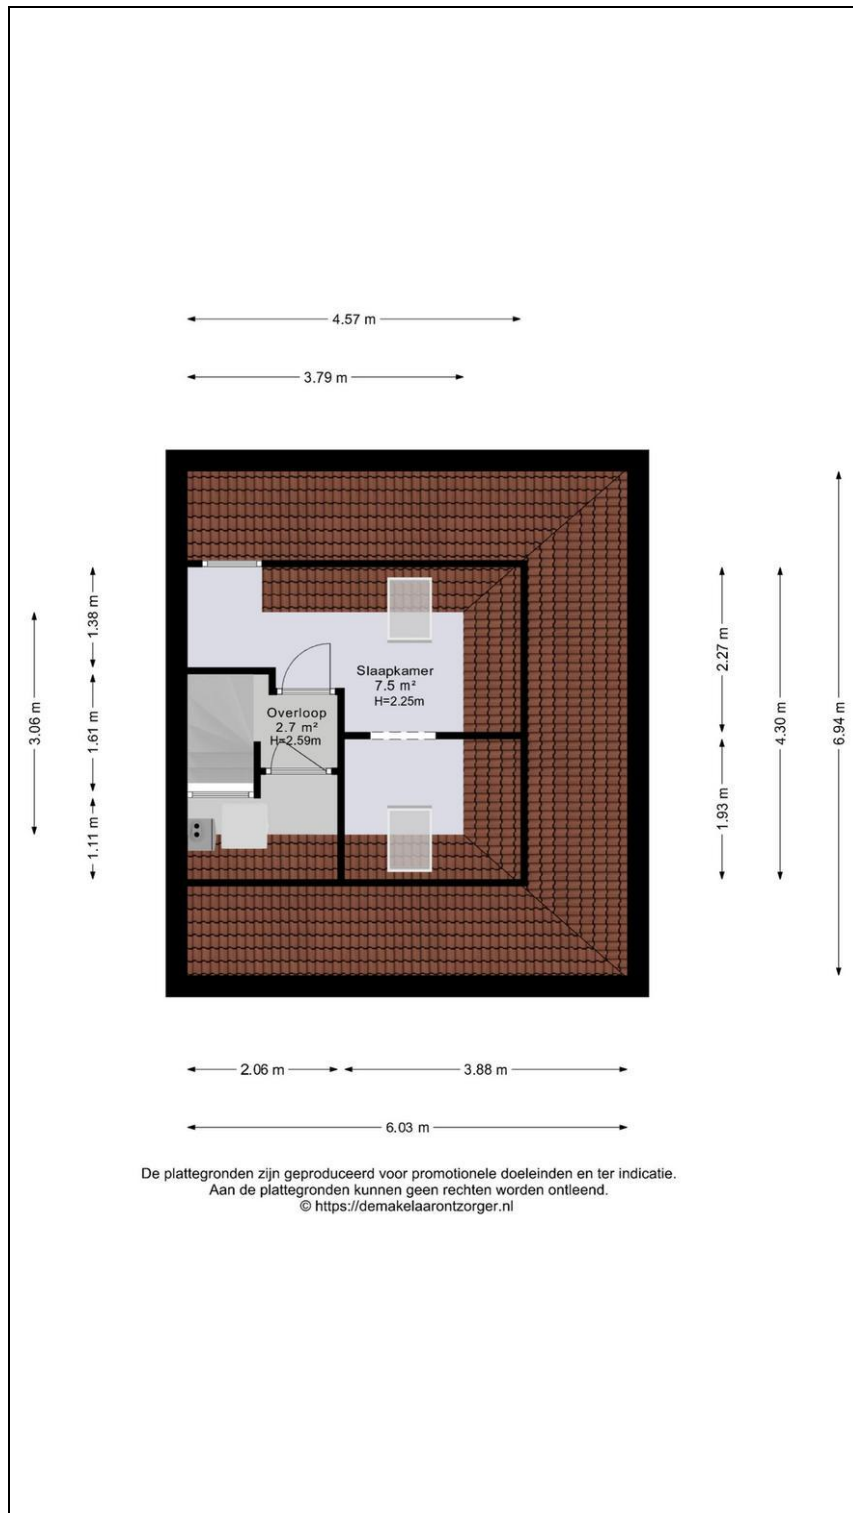 4.57 m
3.79 m
1.38 m
3.06 m
1.61 m
1.11 m
2.27 m
4.30 m
6.94 m
1.93 m
Slaapkamer
7.5 m²
H=2.25m
Overloop
2.7 m²
H=2.59m
2.06 m
3.88 m
6.03 m
De plattegronden zijn geproduceerd voor promotionele doeleinden en ter indicatie.
Aan de plattegronden kunnen geen rechten worden ontleend.
© https://demakelaarontzorger.nl